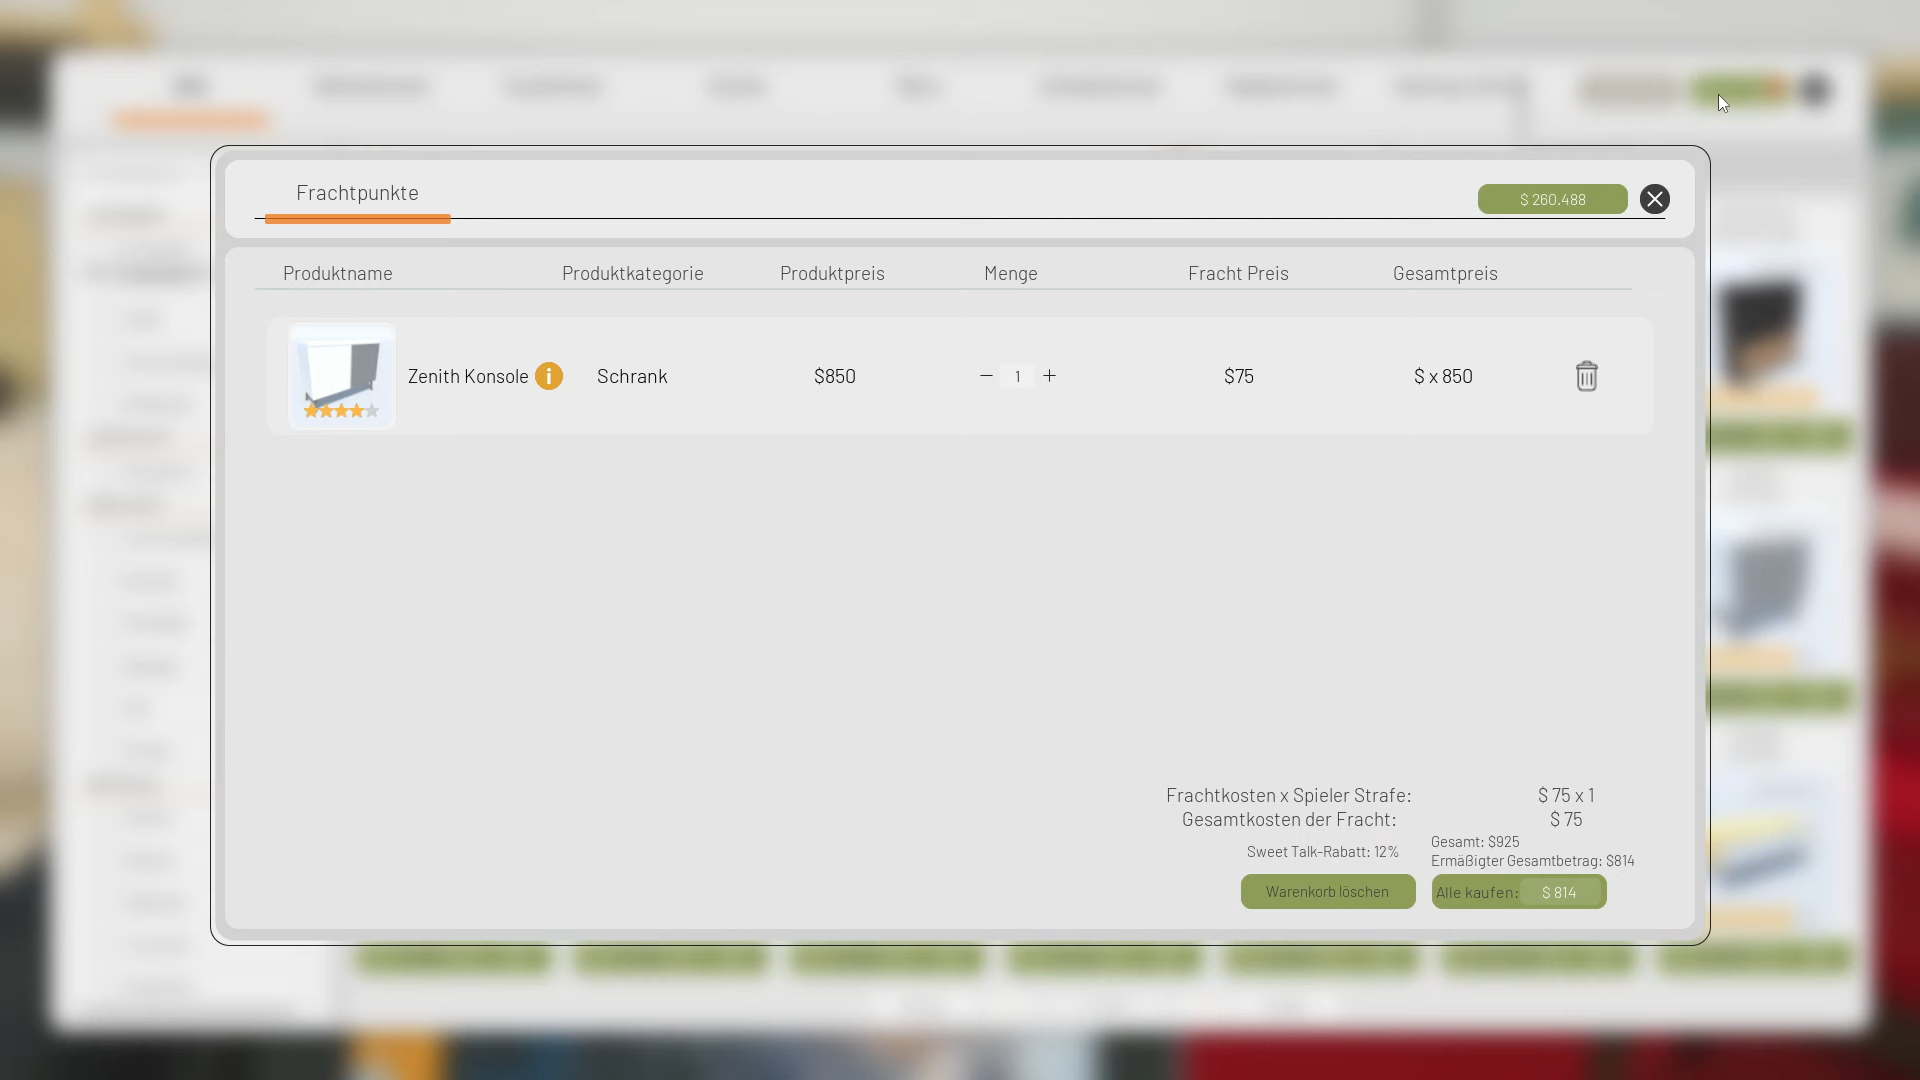 Frachtpunkte
$ 260.488
Produktname Produktkategorie Produktpreis Menge Fracht Preis Gesamtpreis
Zenith Konsole i Schrank $850 — 1 + $75 $ x 850
Frachtkosten x Spieler Strafe: $ 75 x 1
Gesamtkosten der Fracht: $ 75
Gesamt: $925
Sweet Talk-Rabatt: 12%
Ermäßigter Gesamtbetrag: $814
Warenkorb löschen
Alle kaufen: $ 814